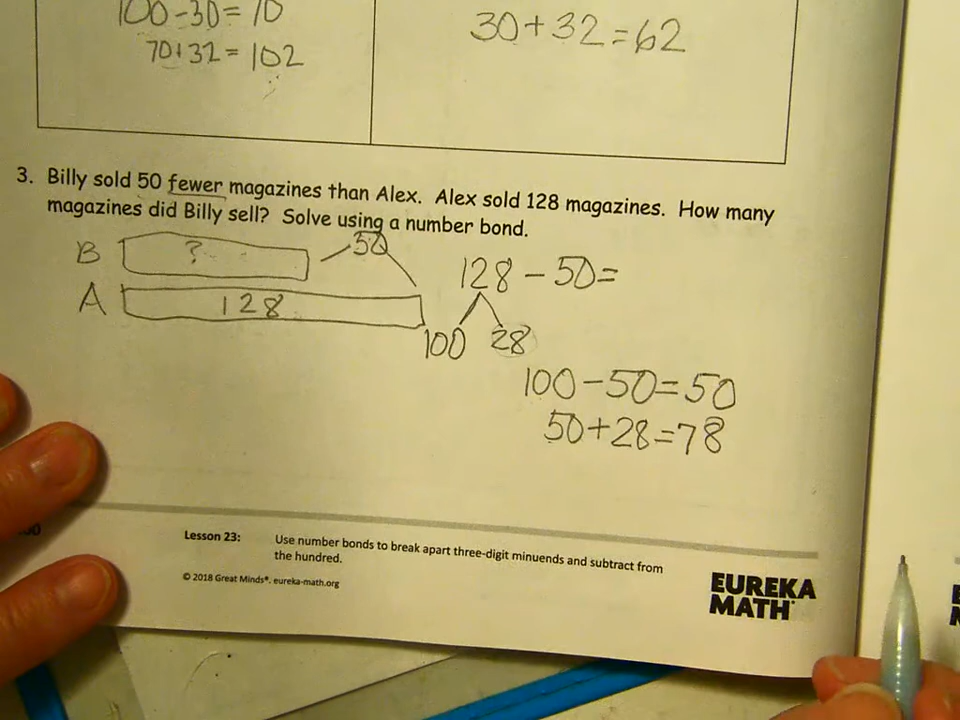 100-30=70
70+32=102
30+32=62
3. Billy sold 50 fewer magazines than Alex. Alex sold 128 magazines. How many
magazines did Billy sell? Solve using a number bond.
B ? 50
128-50=
A 128
100 28
100-50=50
50+28=78
Lesson 23: Use number bonds to break apart three-digit minuends and subtract from
the hundred.
© 2018 Great Minds®. eureka-math.org
EUREKA
MATH